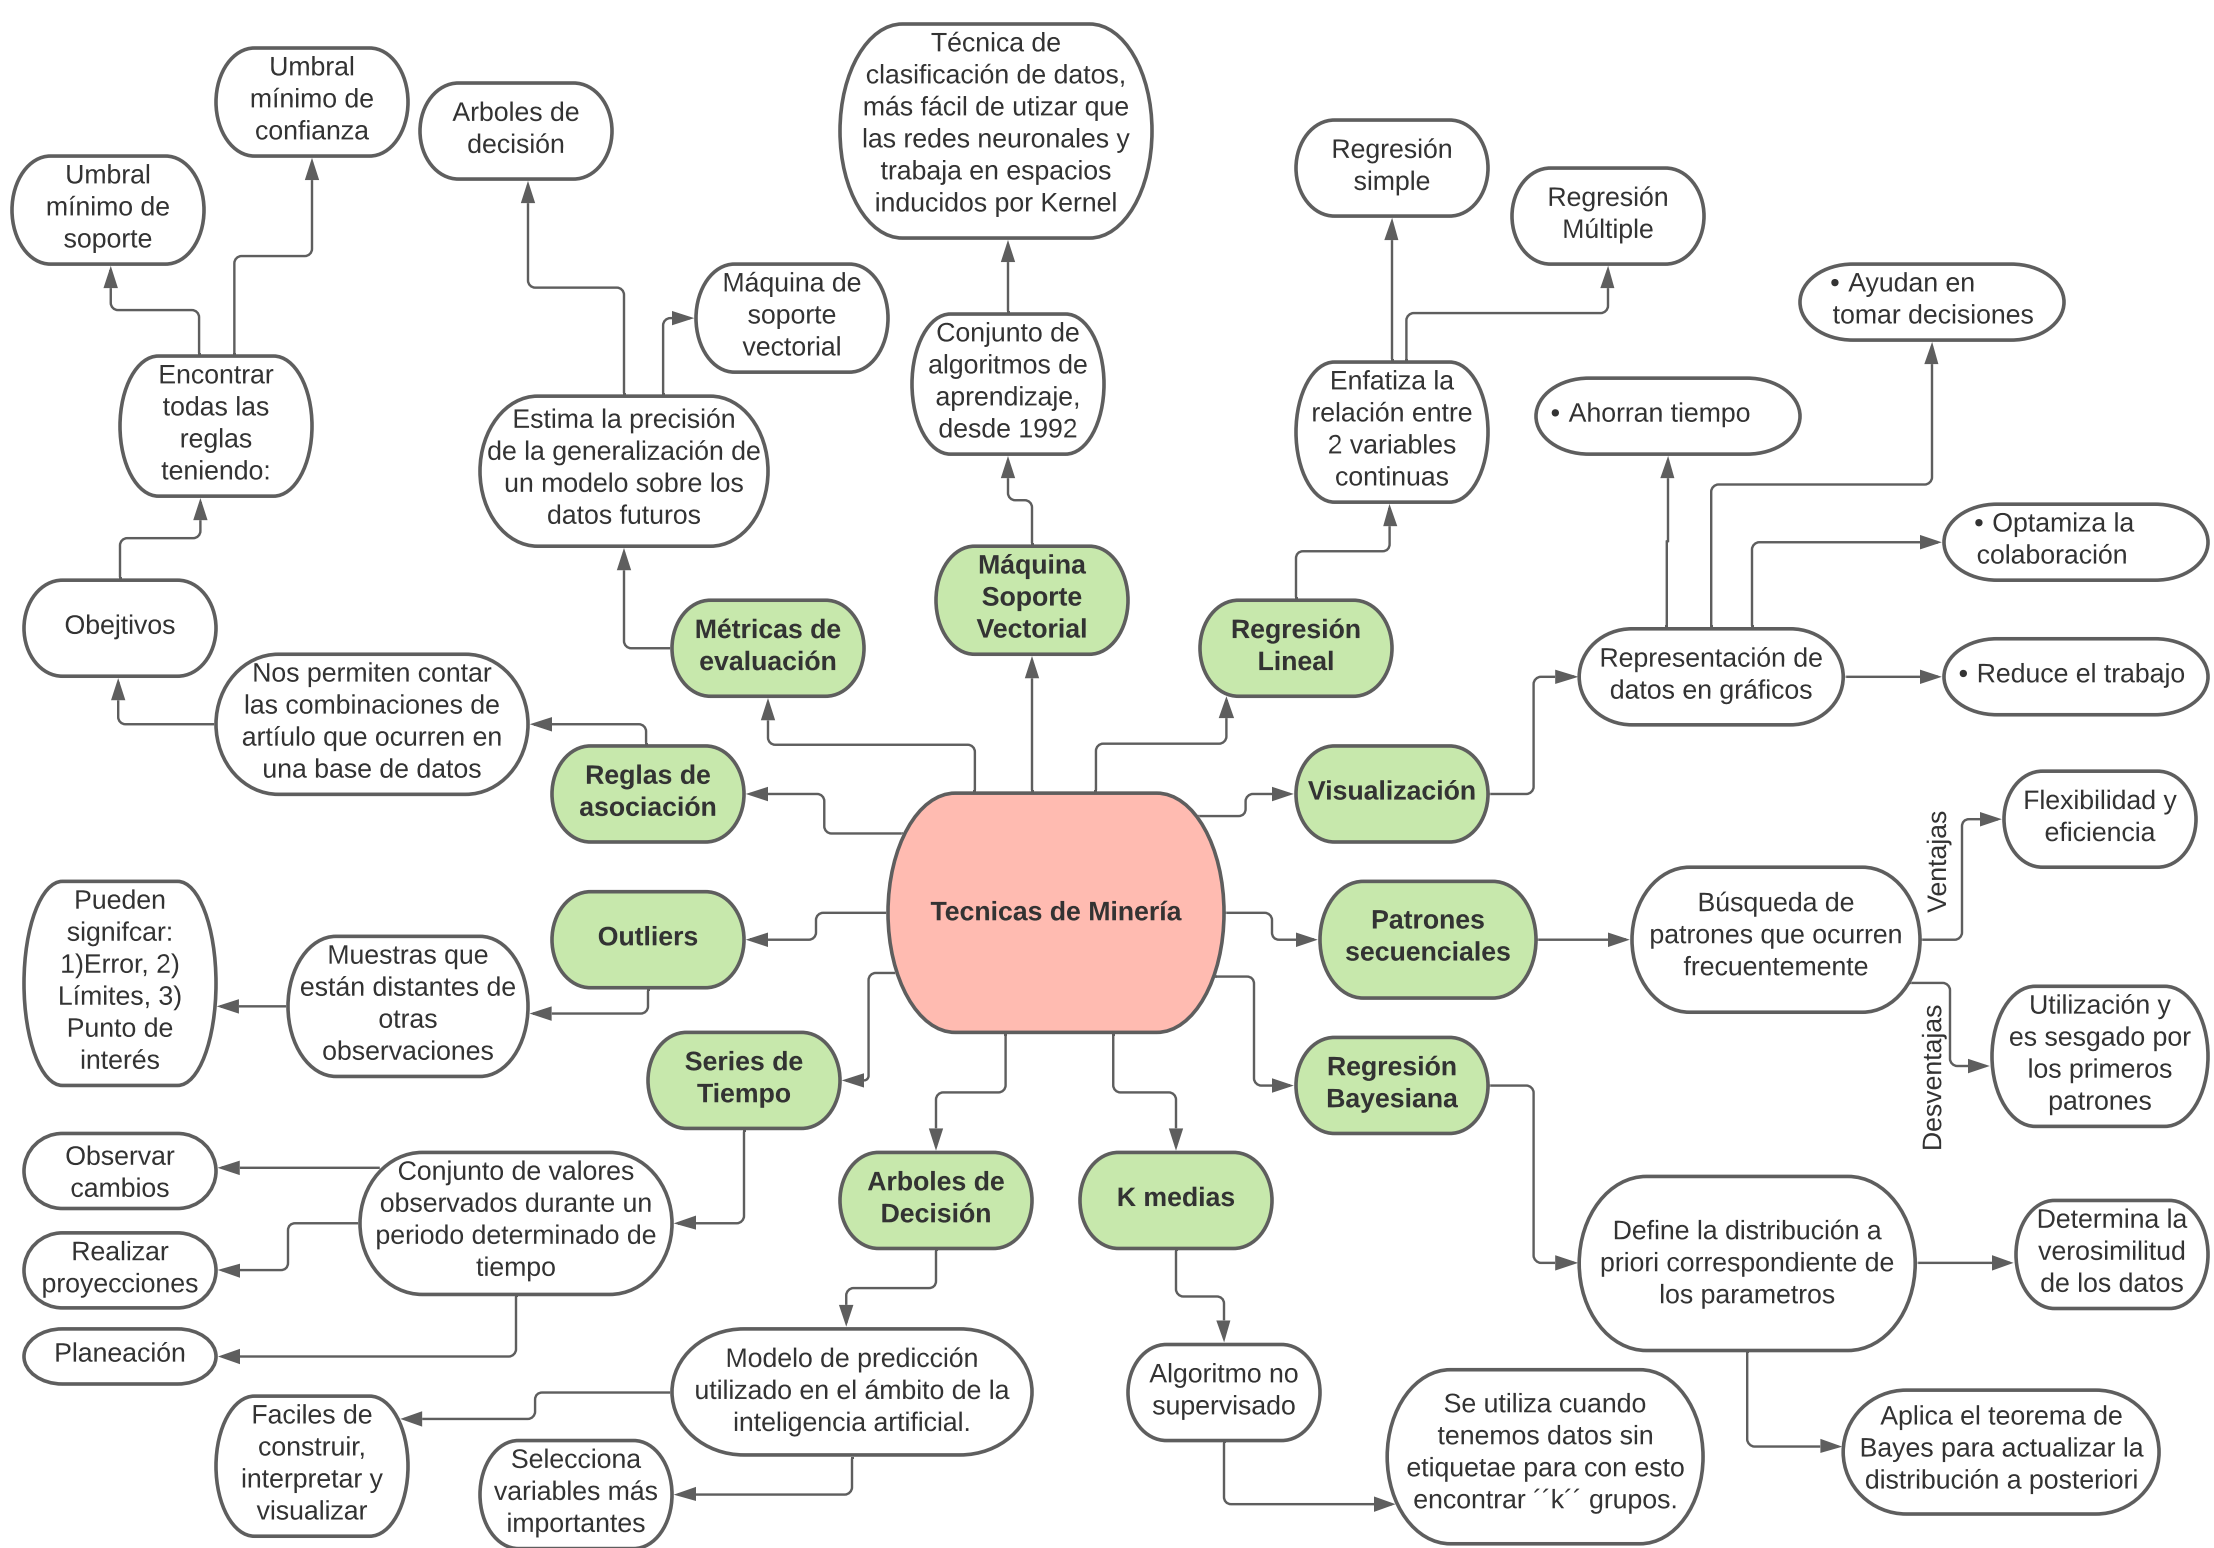 Técnica de
clasificación de datos,
más fácil de utizar que
las redes neuronales y
trabaja en espacios
inducidos por Kernel
Umbral
mínimo de
confianza
Arboles de
decisión
Umbral
mínimo de
soporte
Regresión
simple
Regresión
Múltiple
Máquina de
soporte
vectorial
• Ayudan en
tomar decisiones
Conjunto de
algoritmos de
aprendizaje,
desde 1992
Encontrar
todas las
reglas
teniendo:
Enfatiza la
relación entre
2 variables
continuas
• Ahorran tiempo
Estima la precisión
de la generalización de
un modelo sobre los
datos futuros
• Optamiza la
colaboración
Máquina
Soporte
Vectorial
Obejtivos
Métricas de
evaluación
Regresión
Lineal
Representación de
datos en gráficos
• Reduce el trabajo
Nos permiten contar
las combinaciones de
artíulo que ocurren en
una base de datos
Reglas de
asociación
Visualización
Flexibilidad y
eficiencia
Ventajas
Tecnicas de Minería
Outliers
Patrones
secuenciales
Búsqueda de
patrones que ocurren
frecuentemente
Pueden
signifcar:
1)Error, 2)
Límites, 3)
Punto de
interés
Muestras que
están distantes de
otras
observaciones
Desventajas
Utilización y
es sesgado por
los primeros
patrones
Series de
Tiempo
Regresión
Bayesiana
Observar
cambios
Conjunto de valores
observados durante un
periodo determinado de
tiempo
Arboles de
Decisión
K medias
Realizar
proyecciones
Define la distribución a
priori correspondiente de
los parametros
Determina la
verosimilitud
de los datos
Planeación
Modelo de predicción
utilizado en el ámbito de la
inteligencia artificial.
Algoritmo no
supervisado
Faciles de
construir,
interpretar y
visualizar
Selecciona
variables más
importantes
Se utiliza cuando
tenemos datos sin
etiquetae para con esto
encontrar ´´k´´ grupos.
Aplica el teorema de
Bayes para actualizar la
distribución a posteriori